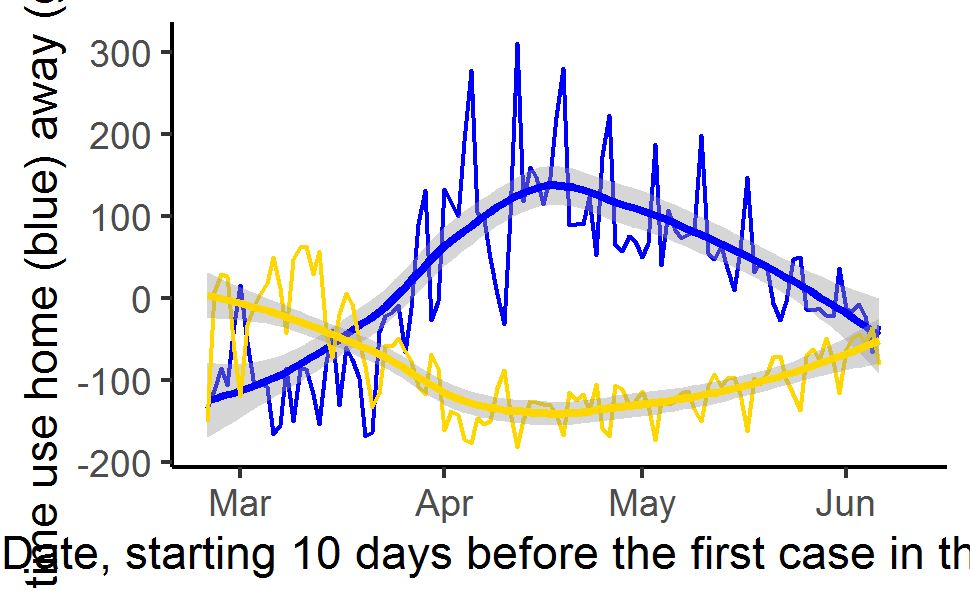 time use home (blue) away (
300
200
100
0
-100
-200
Mar Apr May Jun
Date, starting 10 days before the first case in th